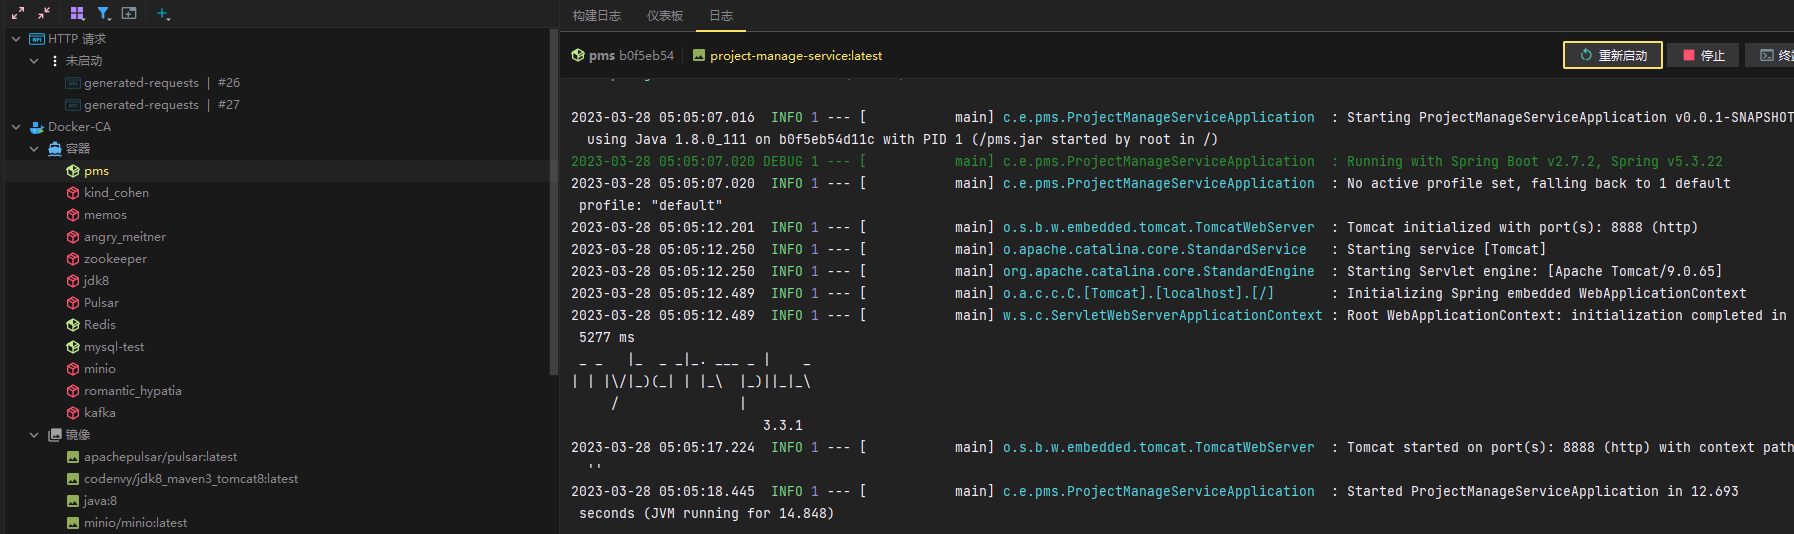 HTTP 请求
未启动
generated-requests | #26
generated-requests | #27
Docker-CA
容器
pms
kind_cohen
memos
angry_meitner
zookeeper
jdk8
Pulsar
Redis
mysql-test
minio
romantic_hypatia
kafka
镜像
apachepulsar/pulsar:latest
codenvy/jdk8_maven3_tomcat8:latest
java:8
minio/minio:latest
构建日志 仪表板 日志
pms b0f5eb54 project-manage-service:latest 重新启动 停止
2023-03-28 05:05:07.016  INFO 1 --- [           main] c.e.pms.ProjectManageServiceApplication  : Starting ProjectManageServiceApplication v0.0.1-SNAPSHOT
using Java 1.8.0_111 on b0f5eb54d11c with PID 1 (/pms.jar started by root in /)
2023-03-28 05:05:07.020 DEBUG 1 --- [           main] c.e.pms.ProjectManageServiceApplication  : Running with Spring Boot v2.7.2, Spring v5.3.22
2023-03-28 05:05:07.020  INFO 1 --- [           main] c.e.pms.ProjectManageServiceApplication  : No active profile set, falling back to 1 default
profile: "default"
2023-03-28 05:05:12.201  INFO 1 --- [           main] o.s.b.w.embedded.tomcat.TomcatWebServer  : Tomcat initialized with port(s): 8888 (http)
2023-03-28 05:05:12.250  INFO 1 --- [           main] o.apache.catalina.core.StandardService   : Starting service [Tomcat]
2023-03-28 05:05:12.250  INFO 1 --- [           main] org.apache.catalina.core.StandardEngine  : Starting Servlet engine: [Apache Tomcat/9.0.65]
2023-03-28 05:05:12.489  INFO 1 --- [           main] o.a.c.c.C.[Tomcat].[localhost].[/]       : Initializing Spring embedded WebApplicationContext
2023-03-28 05:05:12.489  INFO 1 --- [           main] w.s.c.ServletWebServerApplicationContext : Root WebApplicationContext: initialization completed in
5277 ms
 _ _   |_  _ _|_. ___ _ |    _
| | |\/|_)(_| | |_\  |_)||_|_\
     /               |
3.3.1
2023-03-28 05:05:17.224  INFO 1 --- [           main] o.s.b.w.embedded.tomcat.TomcatWebServer  : Tomcat started on port(s): 8888 (http) with context path
''
2023-03-28 05:05:18.445  INFO 1 --- [           main] c.e.pms.ProjectManageServiceApplication  : Started ProjectManageServiceApplication in 12.693
seconds (JVM running for 14.848)